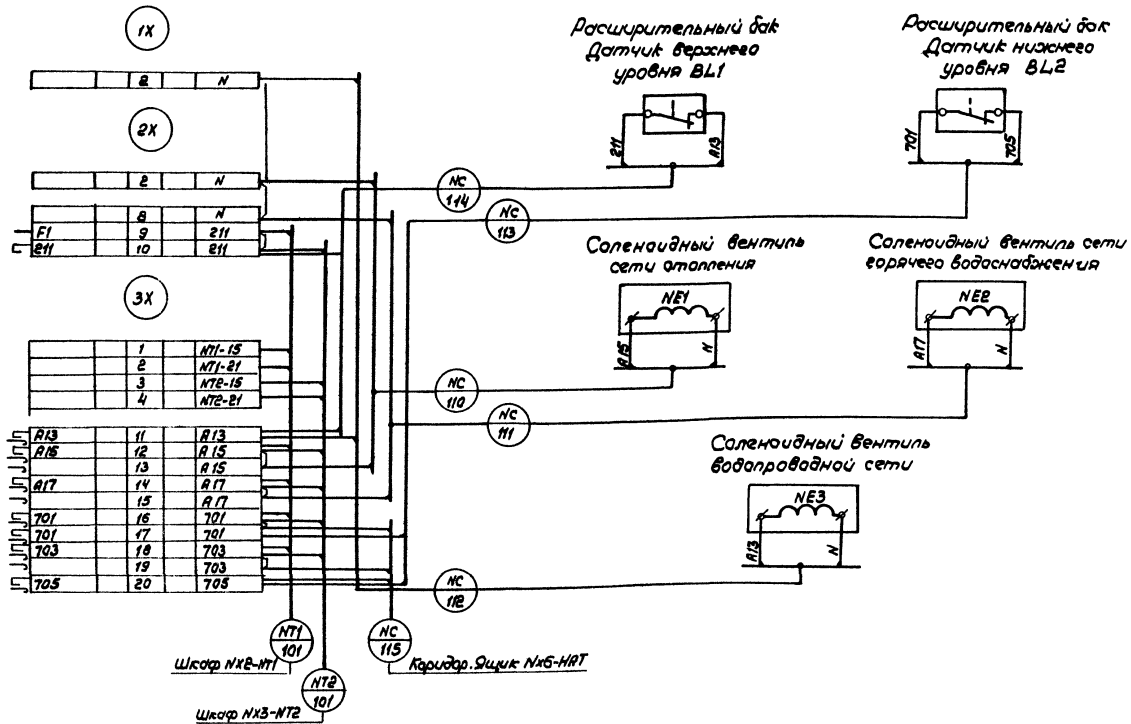 1X
2 N
2X
2 N
8 N
F1 9 211
211 10 211
3X
1 NT1-15
2 NT1-21
3 NT2-15
4 NT2-21
A13 11 A13
A15 12 A15
13 A15
A17 14 A17
15 A17
701 16 701
701 17 701
703 18 703
19 703
705 20 705
Расширительный бак
Датчик верхнего
уровня BL1
211 A13
Расширительный бак
Датчик нижнего
уровня BL2
701 705
NC
114
NC
113
Соленоидный вентиль
сети отопления
NE1
A15 N
Соленоидный вентиль сети
горячего водоснабжения
NE2
A17 N
NC
110
NC
111
Соленоидный вентиль
водопроводной сети
NE3
A13 N
NC
112
NT1
101
NC
115
Шкаф NX2-NT1
Коридор. Ящик NX6-HAT
NT2
101
Шкаф NX3-NT2